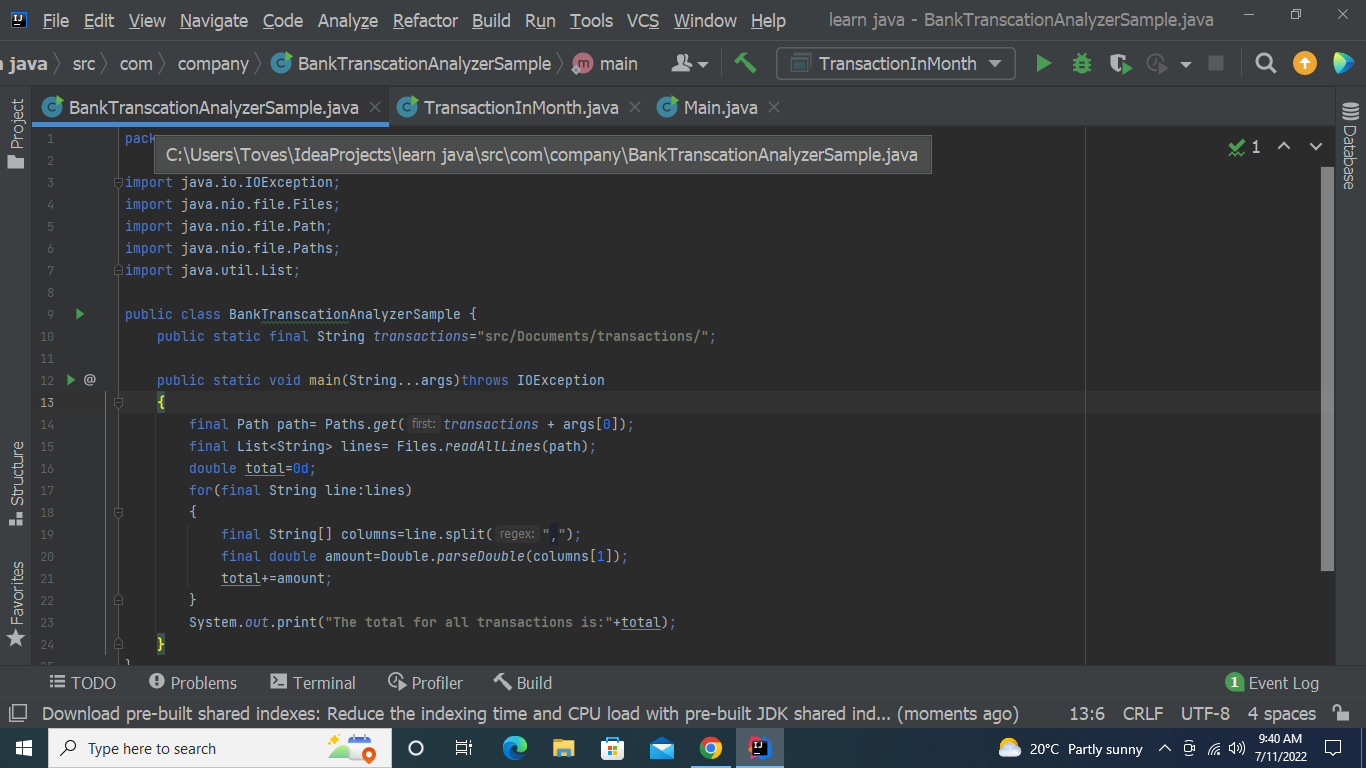 File Edit View Navigate Code Analyze Refactor Build Run Tools VCS Window Help learn java - BankTranscationAnalyzerSample.java
java src com company BankTranscationAnalyzerSample m main TransactionInMonth
BankTranscationAnalyzerSample.java TransactionInMonth.java Main.java
Project
Structure
Favorites
Database
1 pack
C:\Users\Toves\IdeaProjects\learn java\src\com\company\BankTranscationAnalyzerSample.java
1
2
3 import java.io.IOException;
4 import java.nio.file.Files;
5 import java.nio.file.Path;
6 import java.nio.file.Paths;
7 import java.util.List;
8
9 public class BankTranscationAnalyzerSample {
10 public static final String transactions="src/Documents/transactions/";
11
12 @ public static void main(String...args)throws IOException
13 {
14 final Path path= Paths.get( first: transactions + args[0]);
15 final List<String> lines= Files.readAllLines(path);
16 double total=0d;
17 for(final String line:lines)
18 {
19 final String[] columns=line.split( regex: ",");
20 final double amount=Double.parseDouble(columns[1]);
21 total+=amount;
22 }
23 System.out.print("The total for all transactions is:"+total);
24 }
TODO Problems Terminal Profiler Build 1 Event Log
Download pre-built shared indexes: Reduce the indexing time and CPU load with pre-built JDK shared ind... (moments ago) 13:6 CRLF UTF-8 4 spaces
Type here to search 20°C Partly sunny 9:40 AM
7/11/2022